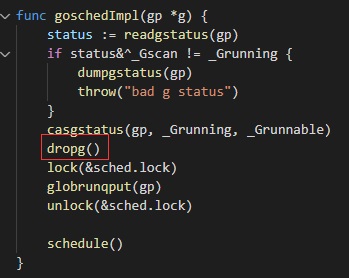 func goschedImpl(gp *g) {
status := readgstatus(gp)
if status&^_Gscan != _Grunning {
dumpgstatus(gp)
throw("bad g status")
}
casgstatus(gp, _Grunning, _Grunnable)
dropg()
lock(&sched.lock)
globrunqput(gp)
unlock(&sched.lock)
schedule()
}